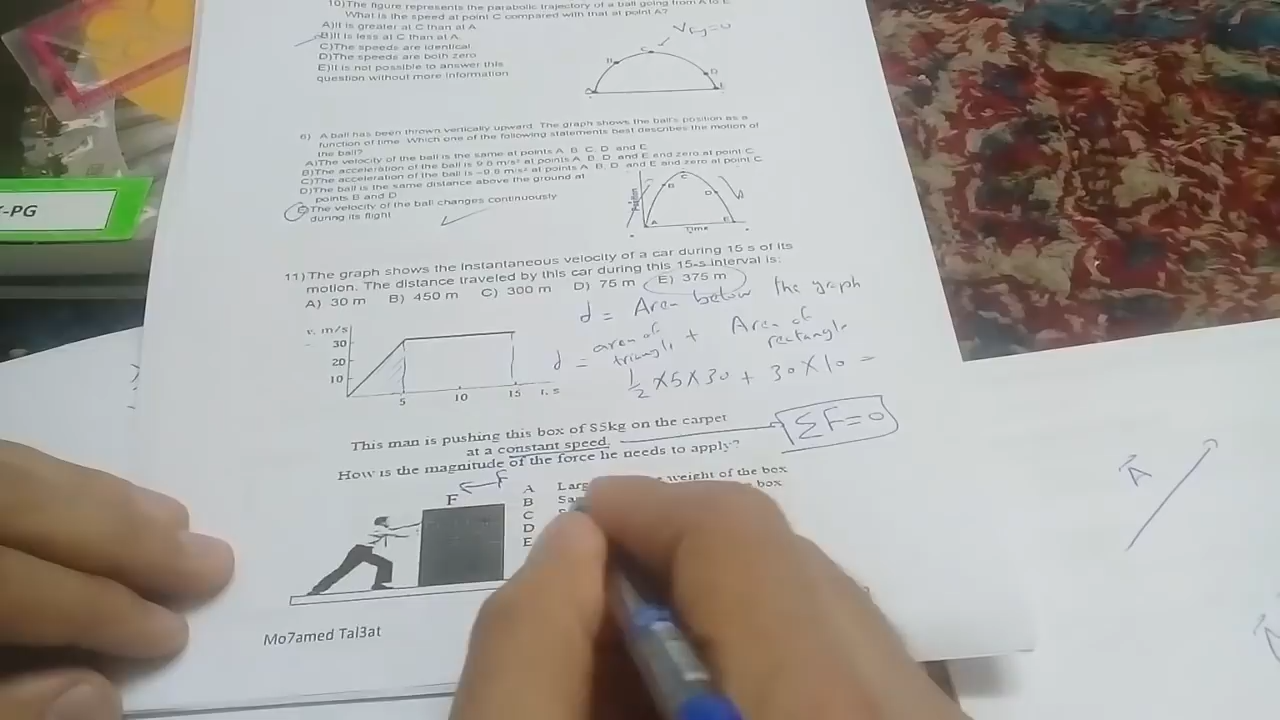 10)The figure represents the parabolic trajectory of a ball going from A to E.
What is the speed at point C compared with that at point A?
A)It is greater at C than at A
B)It is less at C than at A.
C)The speeds are identical
D)The speeds are both zero
E)It is not possible to answer this
question without more information
A B C D E
6) A ball has been thrown vertically upward. The graph shows the ball's position as a
function of time. Which one of the following statements best describes the motion of
the ball?
A)The velocity of the ball is the same at points A, B, C, D, and E
B)The acceleration of the ball is 9.8 m/s² at points A, B, D, and E and zero at point C
C)The acceleration of the ball is -9.8 m/s² at points A, B, D, and E and zero at point C
D)The ball is the same distance above the ground at
points B and D
E)The velocity of the ball changes continuously
during its flight
Position
A B C D E
Time
11)The graph shows the instantaneous velocity of a car during 15 s of its
motion. The distance traveled by this car during this 15-s interval is:
A) 30 m B) 450 m C) 300 m D) 75 m E) 375 m
d = Area below the graph
d = area of triangle + Area of rectangle
1/2 X 5 X 30 + 30 X 10 =
v, m/s
30
20
10
5 10 15 t, s
This man is pushing this box of 55kg on the carpet
at a constant speed.
ΣF=0
How is the magnitude of the force he needs to apply?
F
A
B
C
D
E
weight of the box
box
Mo7amed Tal3at
A
PG